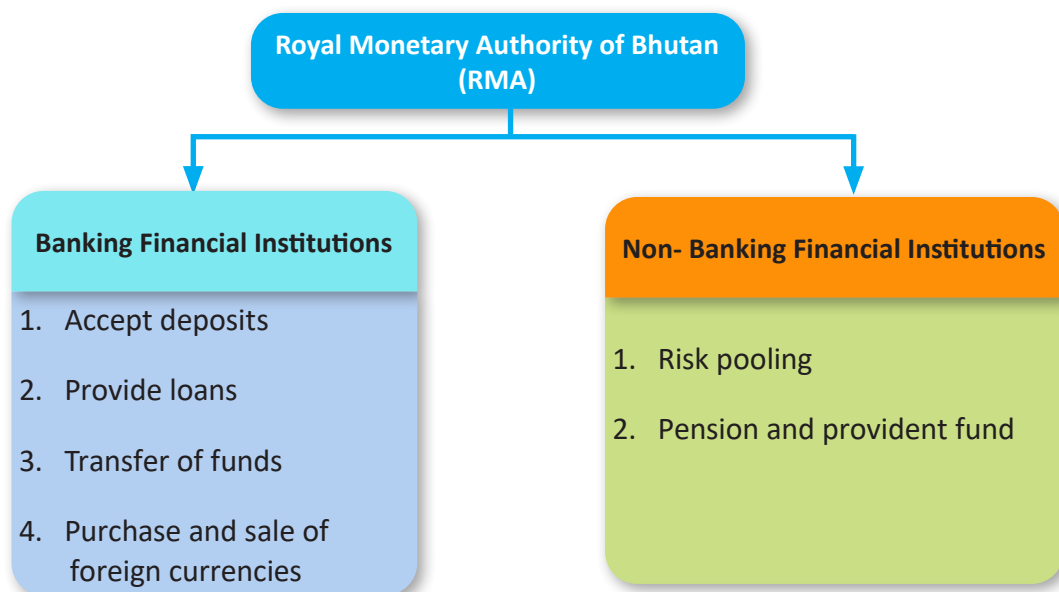 Royal Monetary Authority of Bhutan
(RMA)
Banking Financial Institutions
1. Accept deposits
2. Provide loans
3. Transfer of funds
4. Purchase and sale of
foreign currencies
Non- Banking Financial Institutions
1. Risk pooling
2. Pension and provident fund